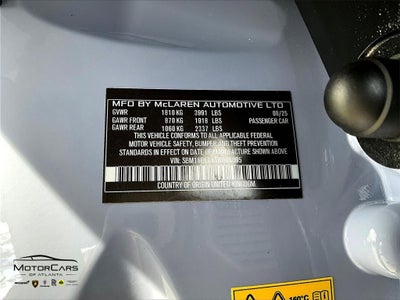 MFD BY McLAREN AUTOMOTIVE LTD
GVWR 1810 KG 3991 LBS 08/25
GAWR FRONT 870 KG 1918 LBS PASSENGER CAR
GAWR REAR 1060 KG 2337 LBS
THIS VEHICLE CONFORMS TO ALL APPLICABLE FEDERAL
MOTOR VEHICLE SAFETY, BUMPER, AND THEFT PREVENTION
STANDARDS IN EFFECT ON DATE OF MANUFACTURE SHOWN ABOVE
VIN:
COUNTRY OF ORIGIN UNITED KINGDOM
MOTORCARS
OF ATLANTA
160°C